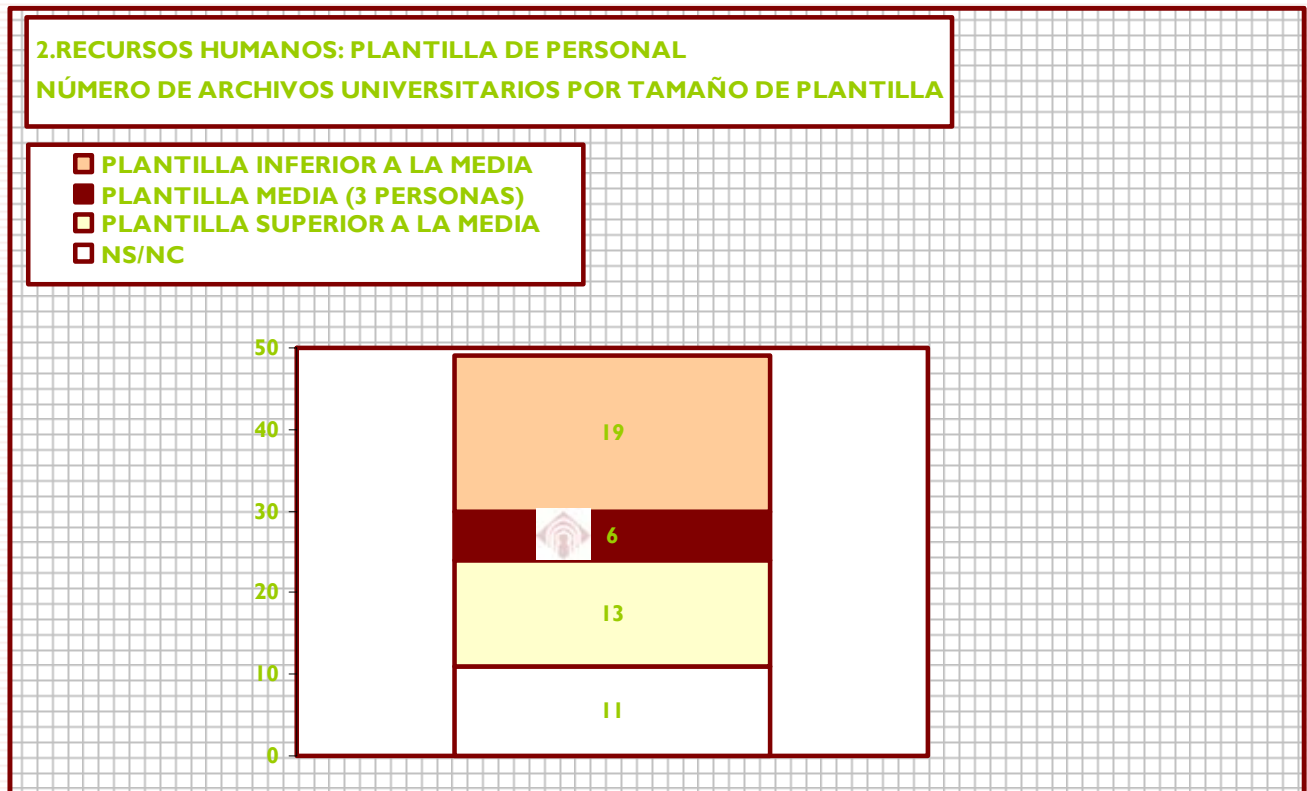 2.RECURSOS HUMANOS: PLANTILLA DE PERSONAL
NÚMERO DE ARCHIVOS UNIVERSITARIOS POR TAMAÑO DE PLANTILLA
PLANTILLA INFERIOR A LA MEDIA
PLANTILLA MEDIA (3 PERSONAS)
PLANTILLA SUPERIOR A LA MEDIA
NS/NC
50
40
19
30
6
20
13
10
11
0